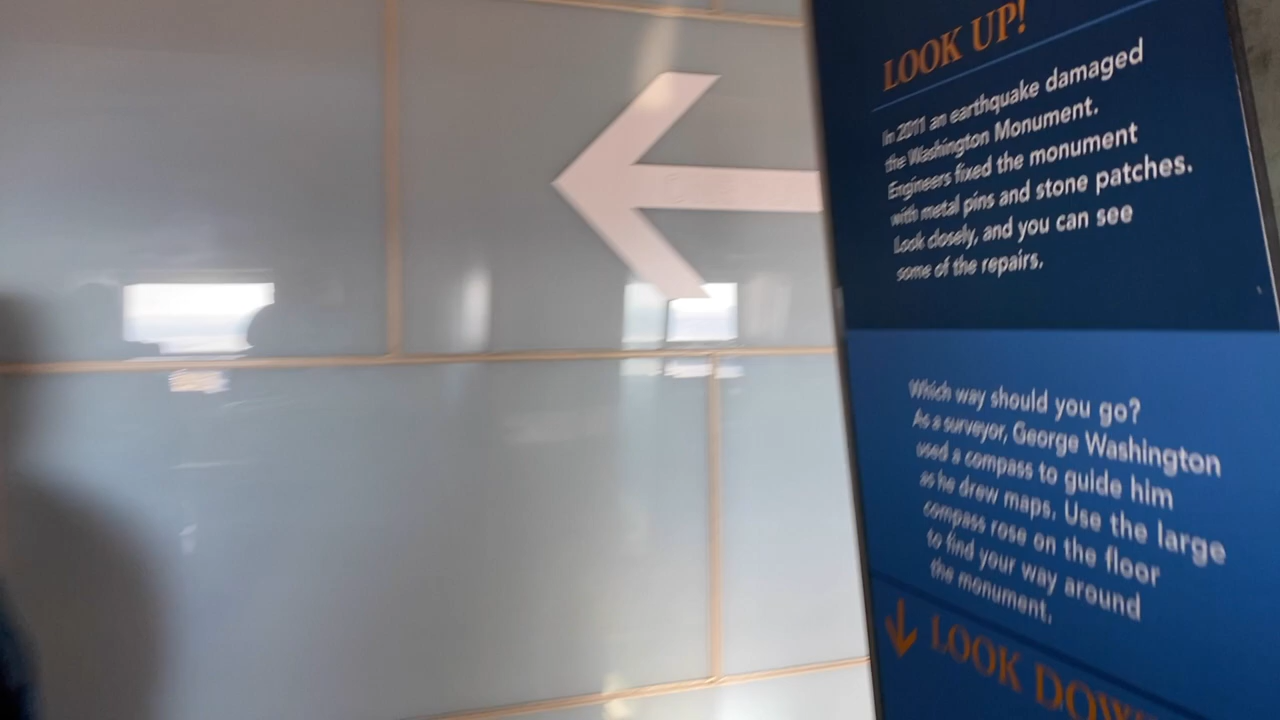 LOOK UP!
In 2011 an earthquake damaged
the Washington Monument.
Engineers fixed the monument
with metal pins and stone patches.
Look closely, and you can see
some of the repairs.
Which way should you go?
As a surveyor, George Washington
used a compass to guide him
as he drew maps. Use the large
compass rose on the floor
to find your way around
the monument.
LOOK